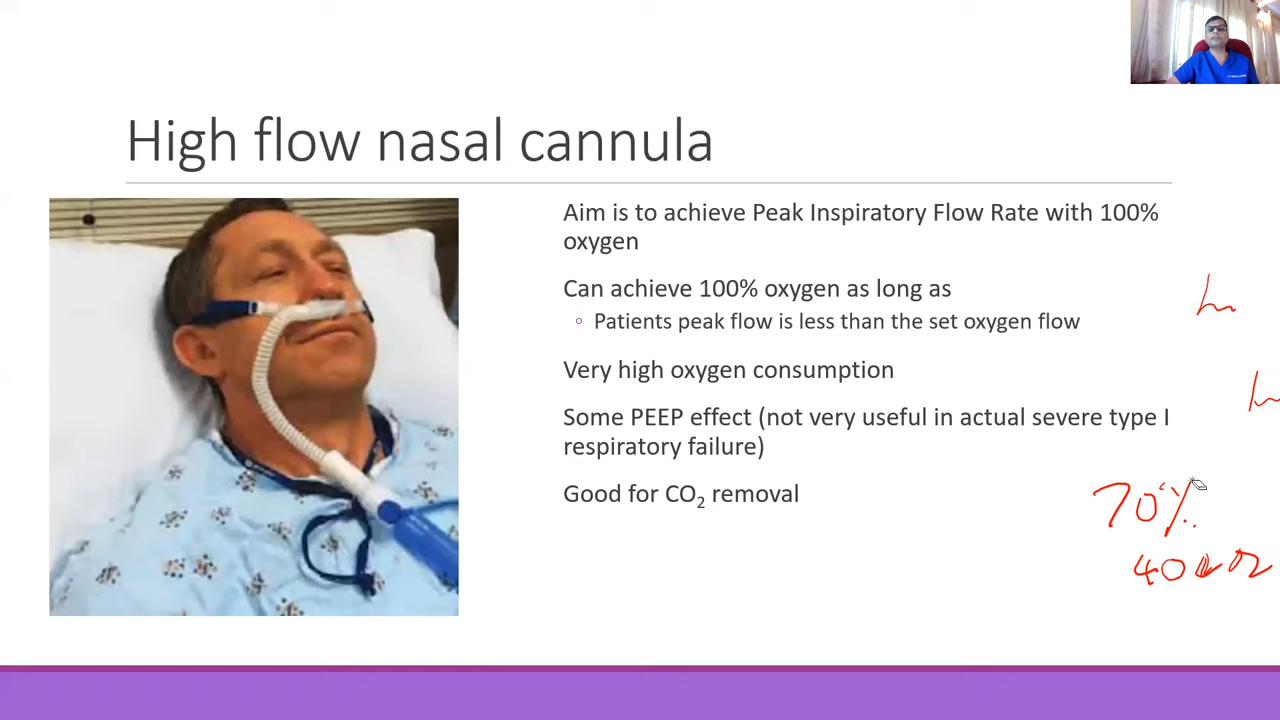 High flow nasal cannula
Aim is to achieve Peak Inspiratory Flow Rate with 100%
oxygen
Can achieve 100% oxygen as long as
◦ Patients peak flow is less than the set oxygen flow
Very high oxygen consumption
Some PEEP effect (not very useful in actual severe type I
respiratory failure)
Good for CO₂ removal
70%
40